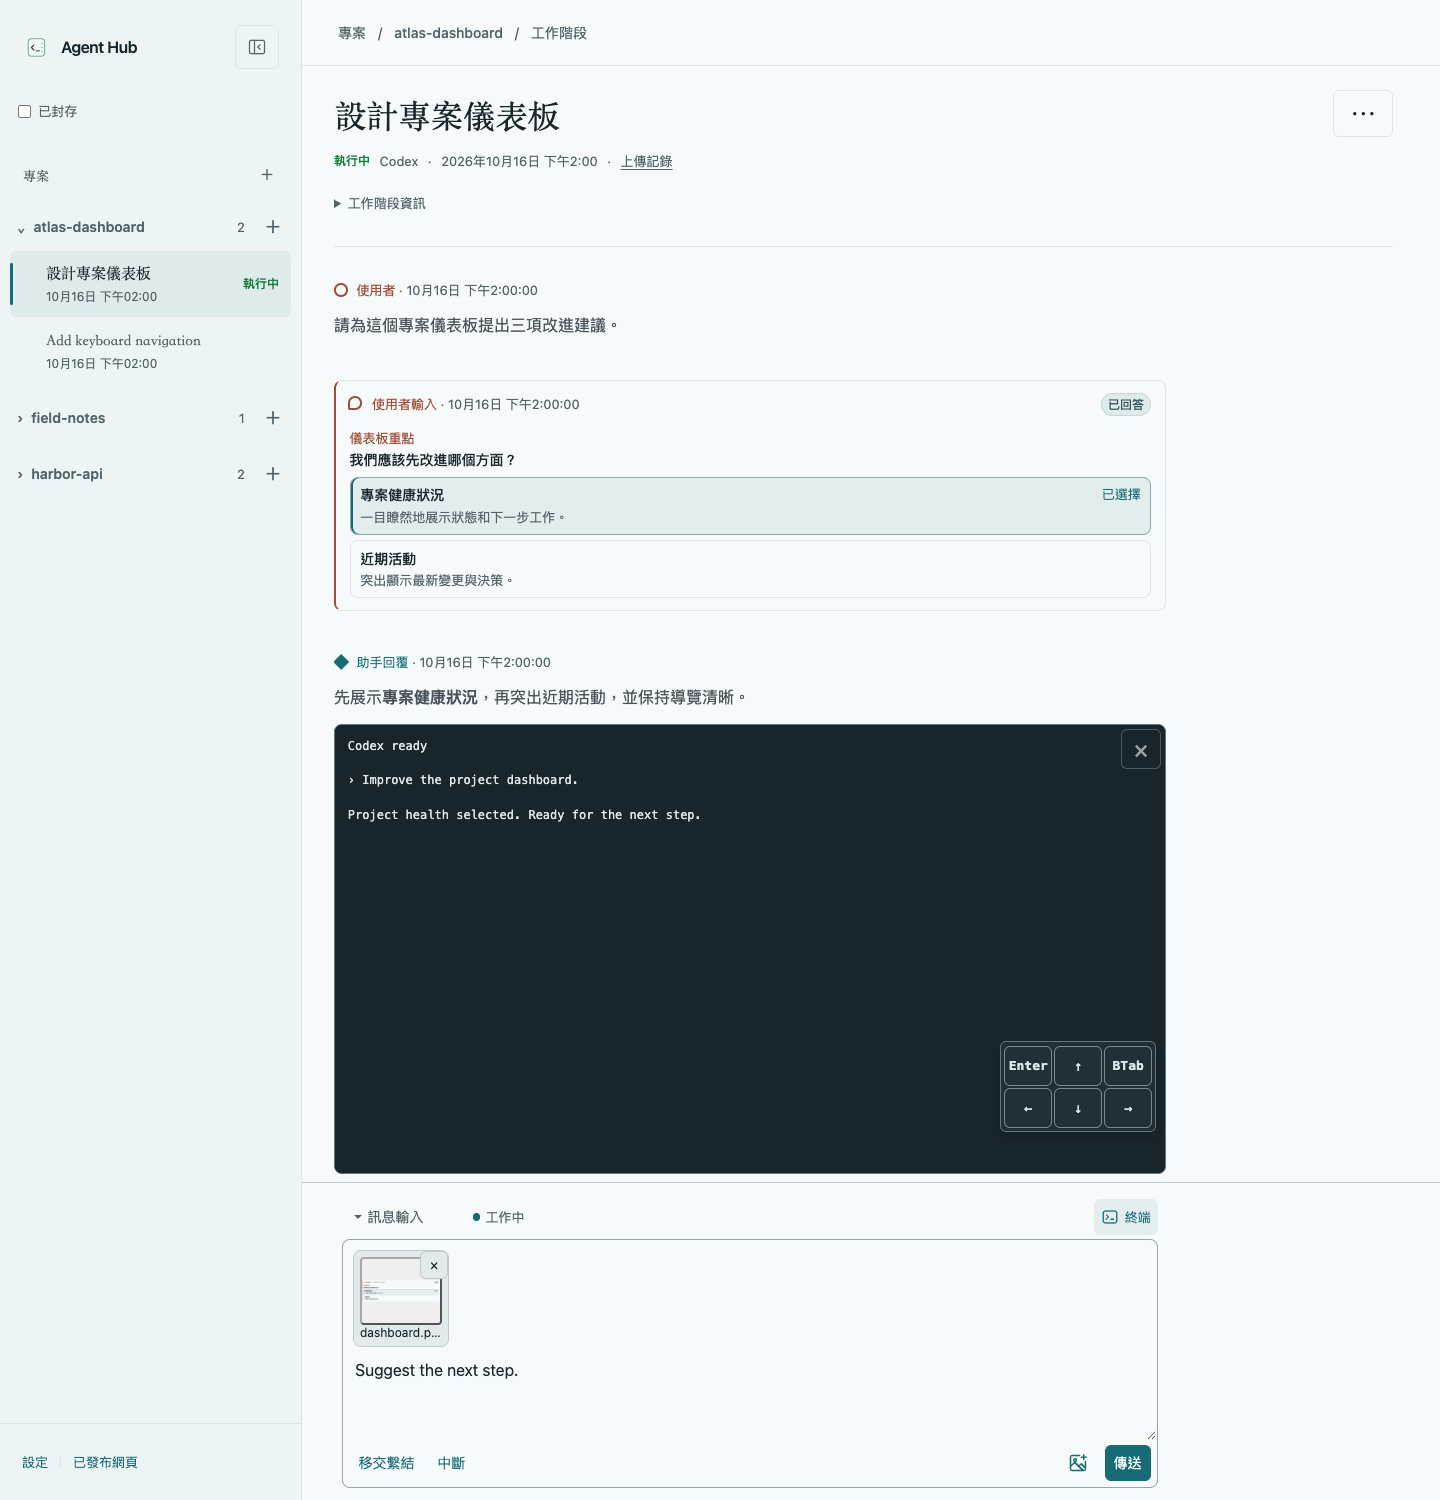 Agent Hub
已封存
專案
atlas-dashboard 2
設計專案儀表板
10月16日 下午02:00
執行中
Add keyboard navigation
10月16日 下午02:00
field-notes 1
harbor-api 2
設定
已發布網頁
專案 / atlas-dashboard / 工作階段
設計專案儀表板
執行中 Codex · 2026年10月16日 下午2:00 · 上傳記錄
工作階段資訊
使用者 · 10月16日 下午2:00:00
請為這個專案儀表板提出三項改進建議。
使用者輸入 · 10月16日 下午2:00:00
已回答
儀表板重點
我們應該先改進哪個方面？
專案健康狀況
已選擇
一目瞭然地展示狀態和下一步工作。
近期活動
突出顯示最新變更與決策。
助手回覆 · 10月16日 下午2:00:00
先展示專案健康狀況，再突出近期活動，並保持導覽清晰。
Codex ready
› Improve the project dashboard.
Project health selected. Ready for the next step.
Enter ↑ BTab
← ↓ →
訊息輸入
工作中
終端
dashboard.p...
Suggest the next step.
移交繫結
中斷
傳送